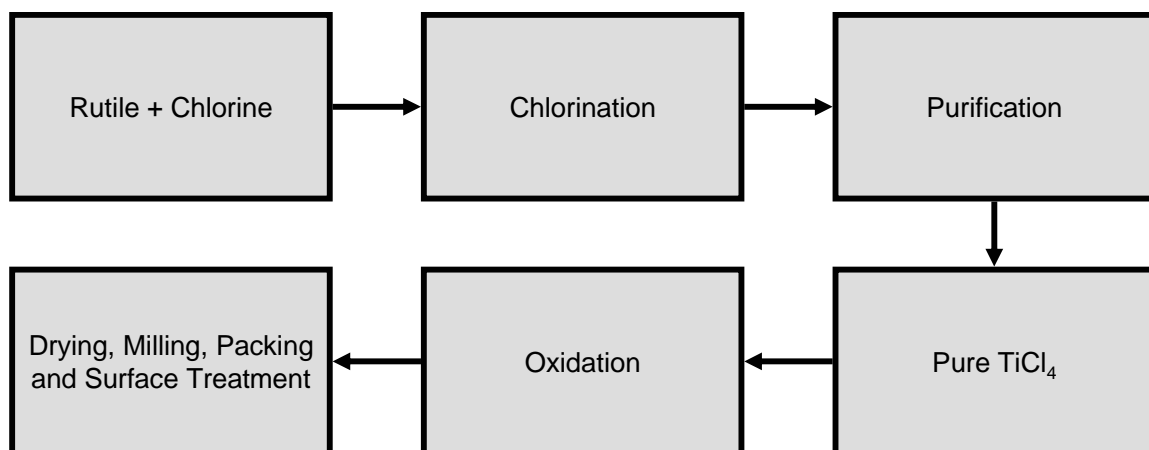 Rutile + Chlorine
Chlorination
Purification
Drying, Milling, Packing
and Surface Treatment
Oxidation
Pure TiCl₄